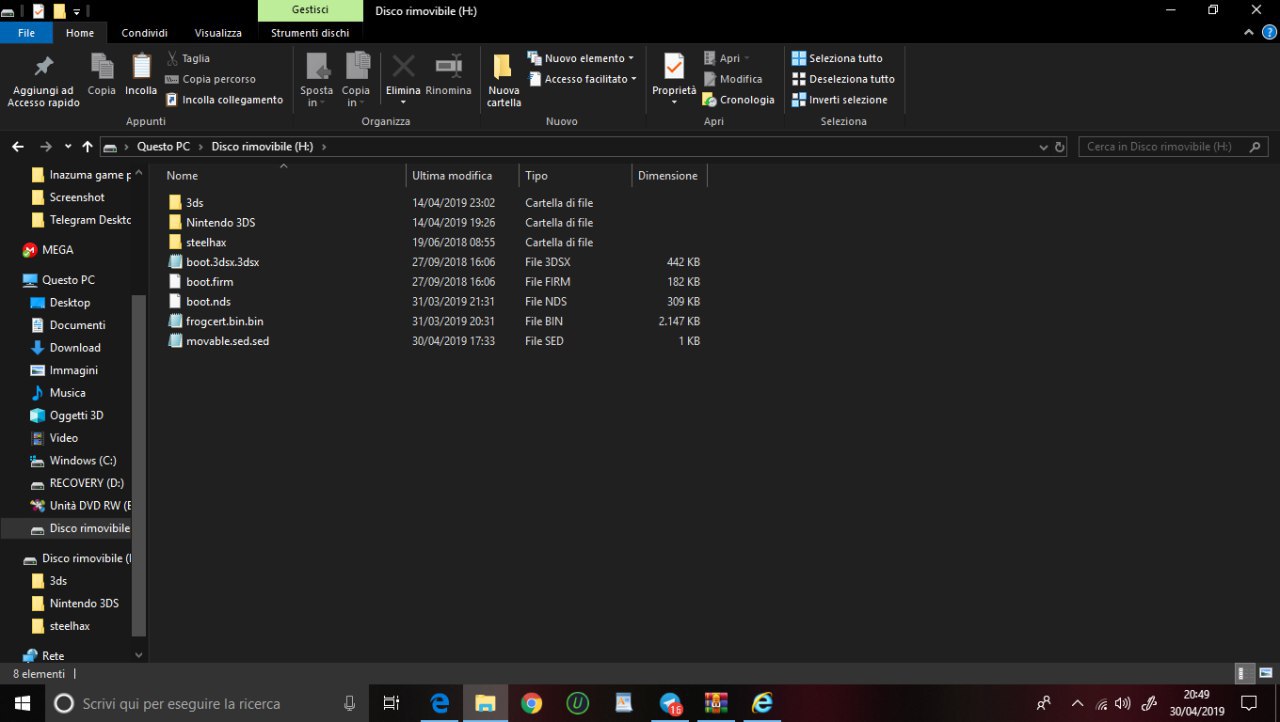 Gestisci
Disco rimovibile (H:)
File
Home
Condividi
Visualizza
Strumenti dischi
Aggiungi ad
Accesso rapido
Copia
Incolla
Taglia
Copia percorso
Incolla collegamento
Appunti
Sposta
in
Copia
in
Elimina
Rinomina
Organizza
Nuova
cartella
Nuovo elemento
Accesso facilitato
Nuovo
Proprietà
Apri
Modifica
Cronologia
Apri
Seleziona tutto
Deseleziona tutto
Inverti selezione
Seleziona
Questo PC > Disco rimovibile (H:) >
Cerca in Disco rimovibile (H:)
Inazuma game p
Screenshot
Telegram Deskto
MEGA
Questo PC
Desktop
Documenti
Download
Immagini
Musica
Oggetti 3D
Video
Windows (C:)
RECOVERY (D:)
Unità DVD RW (E
Disco rimovibile
Disco rimovibile (
3ds
Nintendo 3DS
steelhax
Rete
Nome Ultima modifica Tipo Dimensione
3ds 14/04/2019 23:02 Cartella di file
Nintendo 3DS 14/04/2019 19:26 Cartella di file
steelhax 19/06/2018 08:55 Cartella di file
boot.3dsx.3dsx 27/09/2018 16:06 File 3DSX 442 KB
boot.firm 27/09/2018 16:06 File FIRM 182 KB
boot.nds 31/03/2019 21:31 File NDS 309 KB
frogcert.bin.bin 31/03/2019 20:31 File BIN 2.147 KB
movable.sed.sed 30/04/2019 17:33 File SED 1 KB
8 elementi
Scrivi qui per eseguire la ricerca
16
20:49
30/04/2019